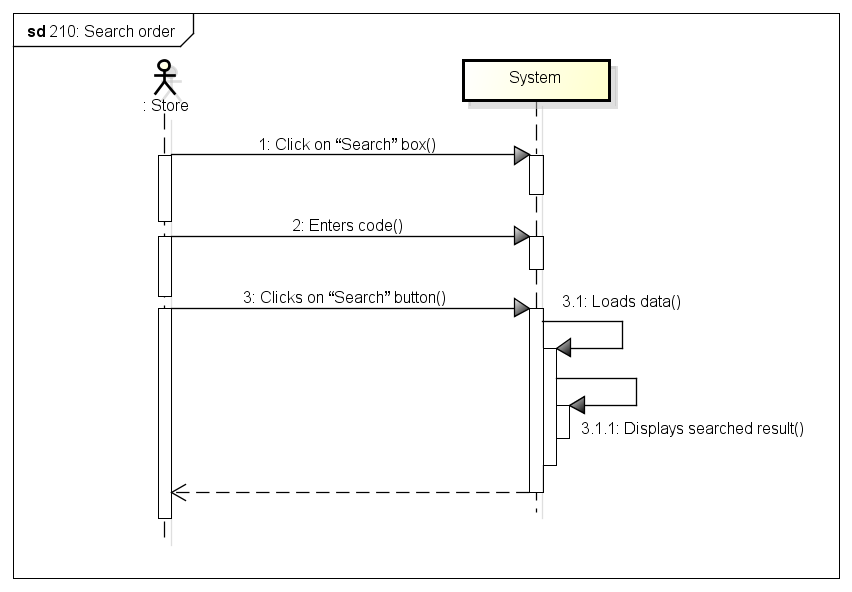 sd 210: Search order
: Store
System
1: Click on “Search” box()
2: Enters code()
3: Clicks on “Search” button()
3.1: Loads data()
3.1.1: Displays searched result()